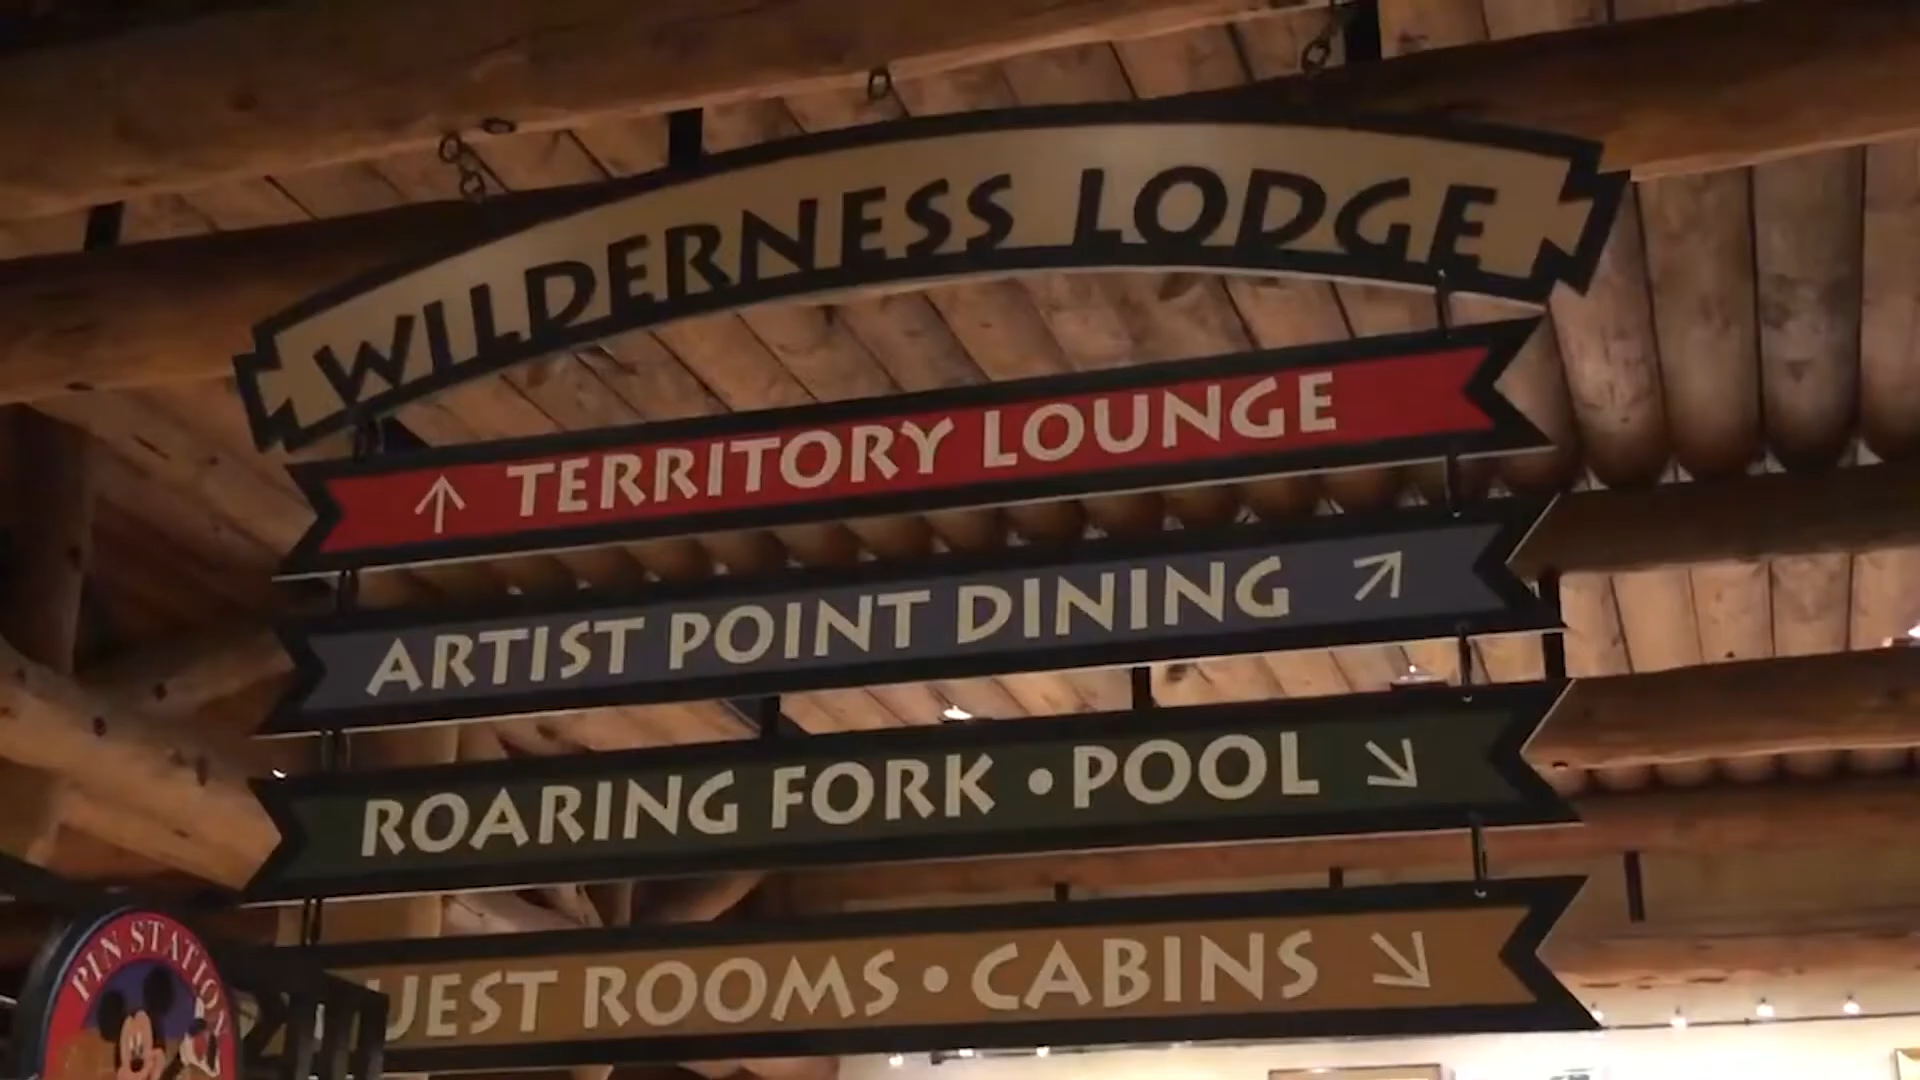 WILDERNESS LODGE
↑ TERRITORY LOUNGE
ARTIST POINT DINING ↗
ROARING FORK • POOL ↘
UEST ROOMS • CABINS ↘
PIN STATION